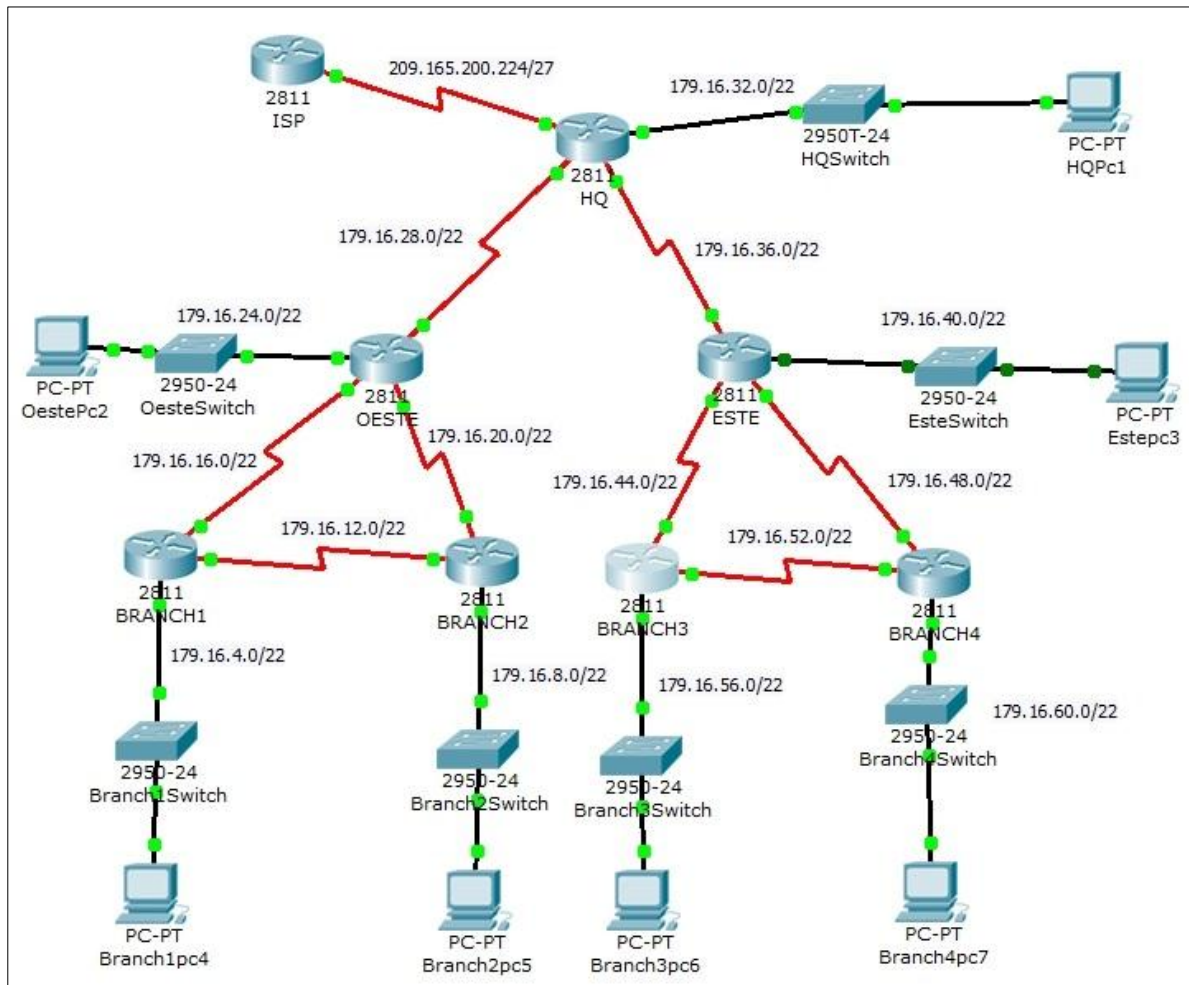 209.165.200.224/27
2811
ISP
179.16.32.0/22
2950T-24
HQSwitch
PC-PT
HQPc1
2811
HQ
179.16.28.0/22
179.16.36.0/22
179.16.24.0/22
179.16.40.0/22
PC-PT
OestePc2
2950-24
OesteSwitch
2811
OESTE
2811
ESTE
2950-24
EsteSwitch
PC-PT
Estepc3
179.16.16.0/22
179.16.20.0/22
179.16.44.0/22
179.16.48.0/22
179.16.12.0/22
179.16.52.0/22
2811
BRANCH1
2811
BRANCH2
2811
BRANCH3
2811
BRANCH4
179.16.4.0/22
179.16.8.0/22
179.16.56.0/22
179.16.60.0/22
2950-24
Branch1Switch
2950-24
Branch2Switch
2950-24
Branch3Switch
2950-24
Branch4Switch
PC-PT
Branch1pc4
PC-PT
Branch2pc5
PC-PT
Branch3pc6
PC-PT
Branch4pc7